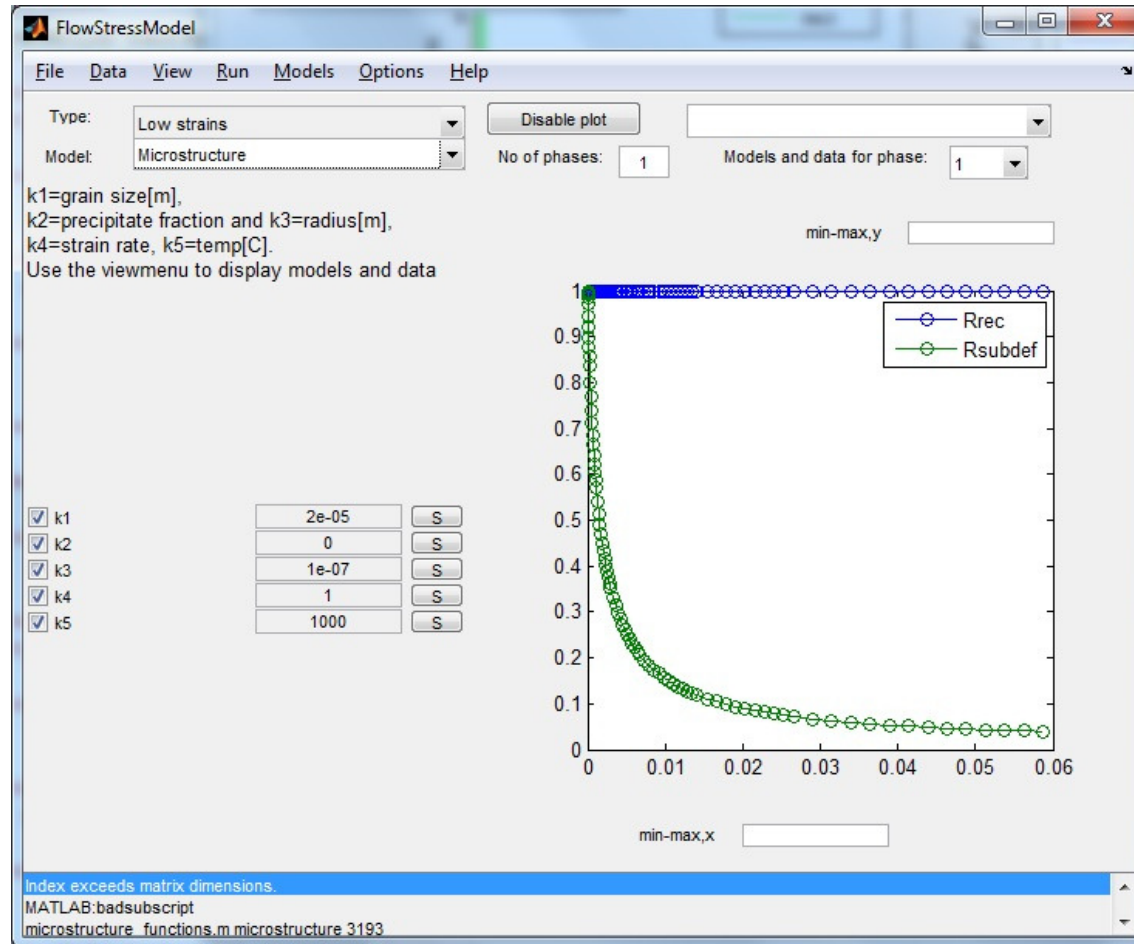 FlowStressModel
File Data View Run Models Options Help
Type: Low strains Disable plot
Model: Microstructure No of phases: 1 Models and data for phase: 1
k1=grain size[m],
k2=precipitate fraction and k3=radius[m],
k4=strain rate, k5=temp[C].
Use the viewmenu to display models and data
min-max,y
1
Rrec
0.9
Rsubdef
0.8
0.7
0.6
k1 2e-05 S
0.5
k2 0 S
k3 1e-07 S
0.4
k4 1 S
0.3
k5 1000 S
0.2
0.1
0
0 0.01 0.02 0.03 0.04 0.05 0.06
min-max,x
Index exceeds matrix dimensions.
MATLAB:badsubscript
microstructure_functions.m microstructure 3193